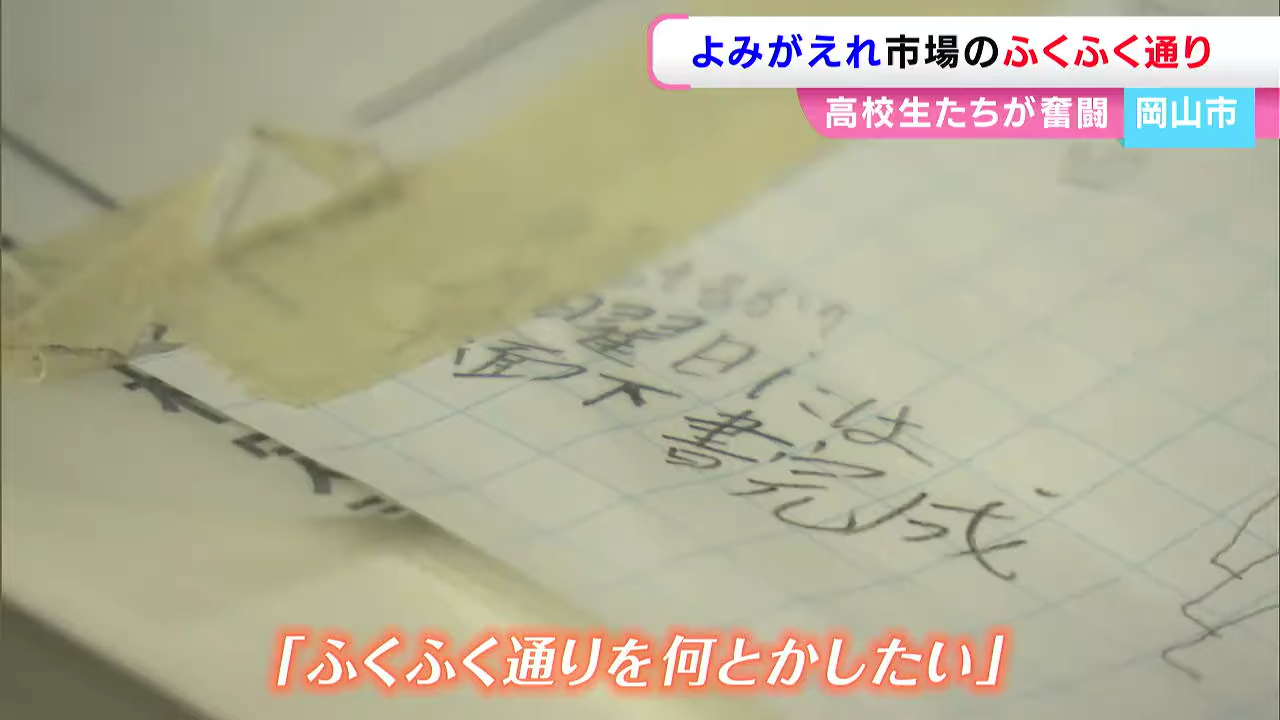 よみがえれ市場のふくふく通り
高校生たちが奮闘 岡山市
曜日には
書完成
「ふくふく通りを何とかしたい」